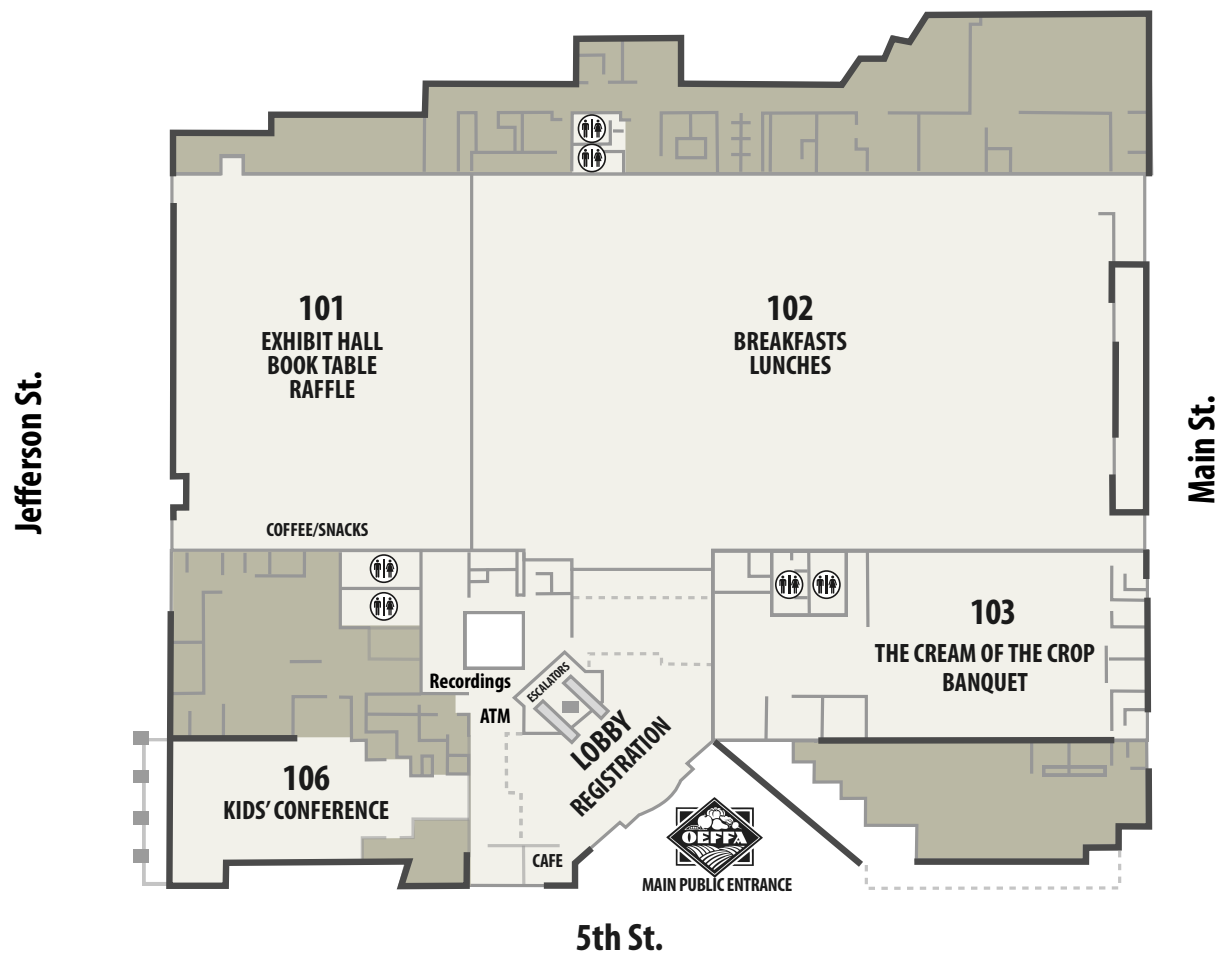 101
EXHIBIT HALL
BOOK TABLE
RAFFLE
102
BREAKFASTS
LUNCHES
Jefferson St.
Main St.
COFFEE/SNACKS
103
THE CREAM OF THE CROP
BANQUET
Recordings
ESCALATORS
ATM
LOBBY
REGISTRATION
106
KIDS’ CONFERENCE
OEFFA
CAFE
MAIN PUBLIC ENTRANCE
5th St.